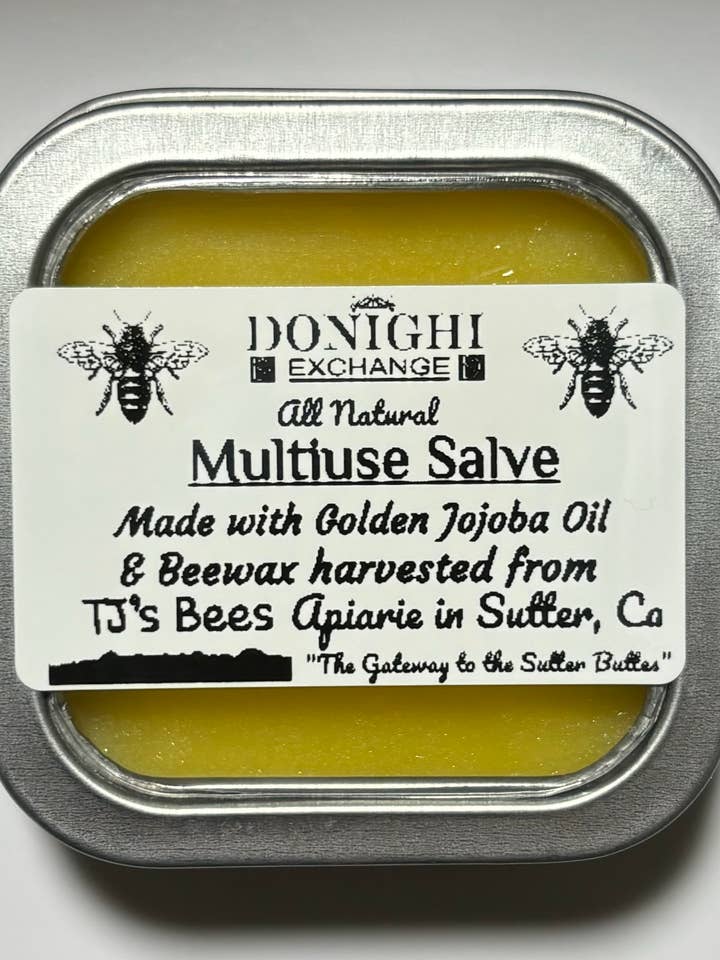 DONIGHI
EXCHANGE
All Natural
Multiuse Salve
Made with Golden Jojoba Oil
& Beewax harvested from
TJ's Bees Apiarie in Sutter, Ca
"The Gateway to the Sutter Buttes"